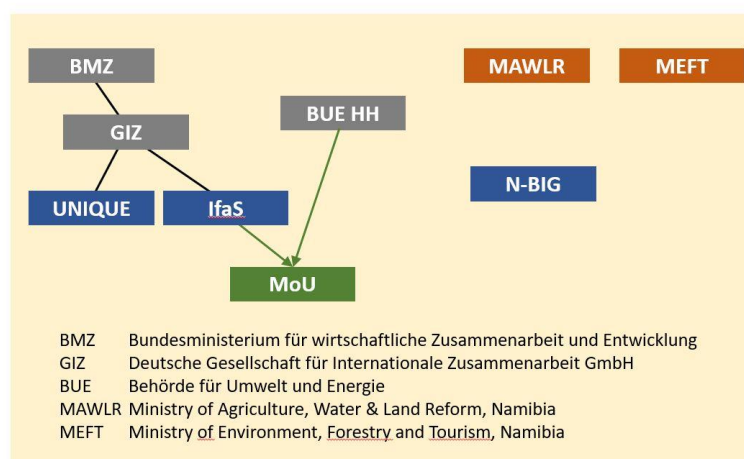 BMZ
MAWLR
MEFT
BUE HH
GIZ
N-BIG
UNIQUE
IfaS
MoU
BMZ Bundesministerium für wirtschaftliche Zusammenarbeit und Entwicklung
GIZ Deutsche Gesellschaft für Internationale Zusammenarbeit GmbH
BUE Behörde für Umwelt und Energie
MAWLR Ministry of Agriculture, Water & Land Reform, Namibia
MEFT Ministry of Environment, Forestry and Tourism, Namibia